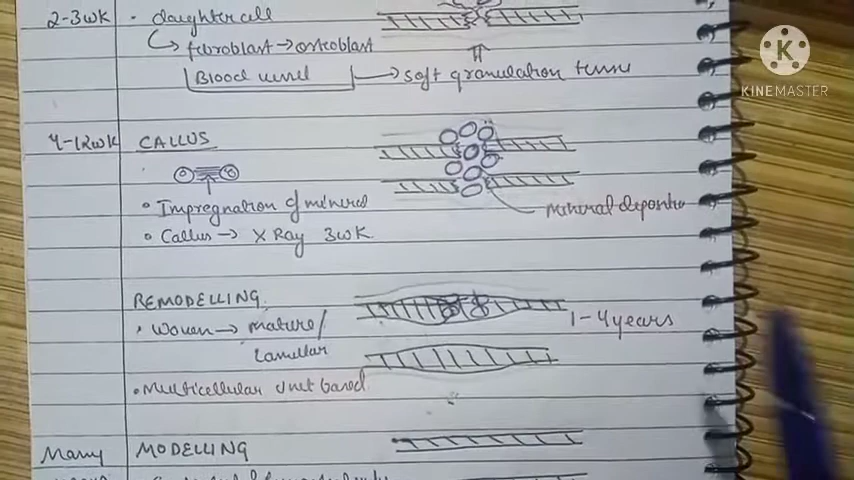 2-3wk • daughter cell
fibroblast → osteoblast
Blood vessel → soft granulation tissue
4-12wk CALLUS
• Impregnation of mineral
mineral deposition
• Callus → X Ray 3wk
REMODELLING
• Woven → mature/
1-4 years
lamellar
• Multicellular unit based
Many MODELLING
K
KINEMASTER